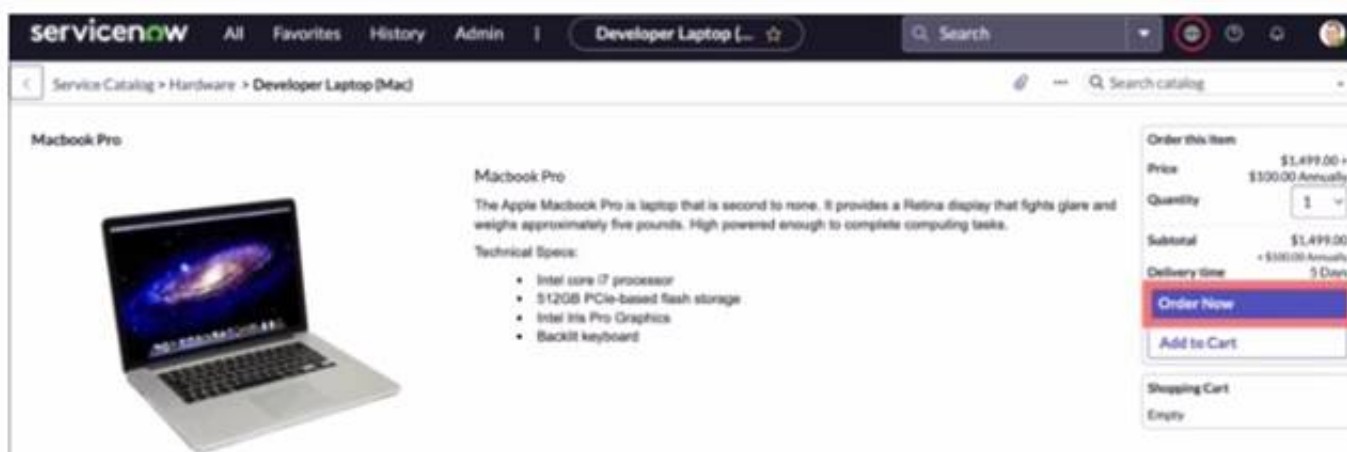 servicenow All Favorites History Admin Developer Laptop (... Search
Service Catalog > Hardware > Developer Laptop (Mac) Search catalog
Macbook Pro
Macbook Pro
The Apple Macbook Pro is laptop that is second to none. It provides a Retina display that fights glare and
weighs approximately five pounds. High powered enough to complete computing tasks.
Technical Specs:
• Intel core i7 processor
• 512GB PCIe-based flash storage
• Intel Iris Pro Graphics
• Backlit keyboard
Order this Item
Price $1,499.00 +
$100.00 Annually
Quantity 1
Subtotal $1,499.00
+ $100.00 Annually
Delivery time 5 Days
Order Now
Add to Cart
Shopping Cart
Empty